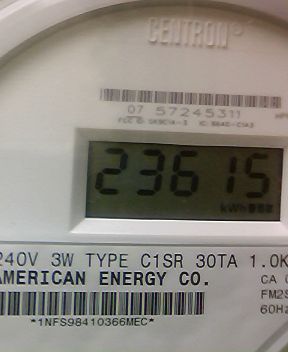 CENTRON®
07 57245311
23615
kWh
240V 3W TYPE C1SR 30TA 1.0K
AMERICAN ENERGY CO.
CA
FM2S
60Hz
*1NFS98410366MEC*